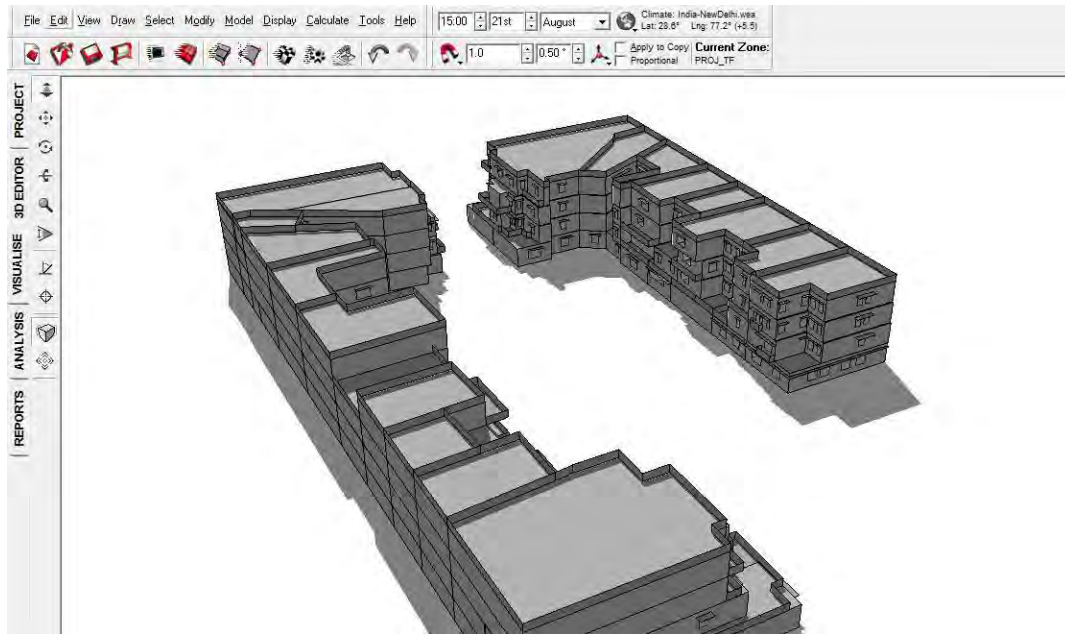 File Edit View Draw Select Modify Model Display Calculate Tools Help
15:00 21st August
Climate: India-NewDelhi.wea
Lat: 28.6° Lng: 77.2° (+5.5)
1.0 0.50 °
Apply to Copy
Proportional
Current Zone:
PROJ_TF
PROJECT
3D EDITOR
VISUALISE
ANALYSIS
REPORTS